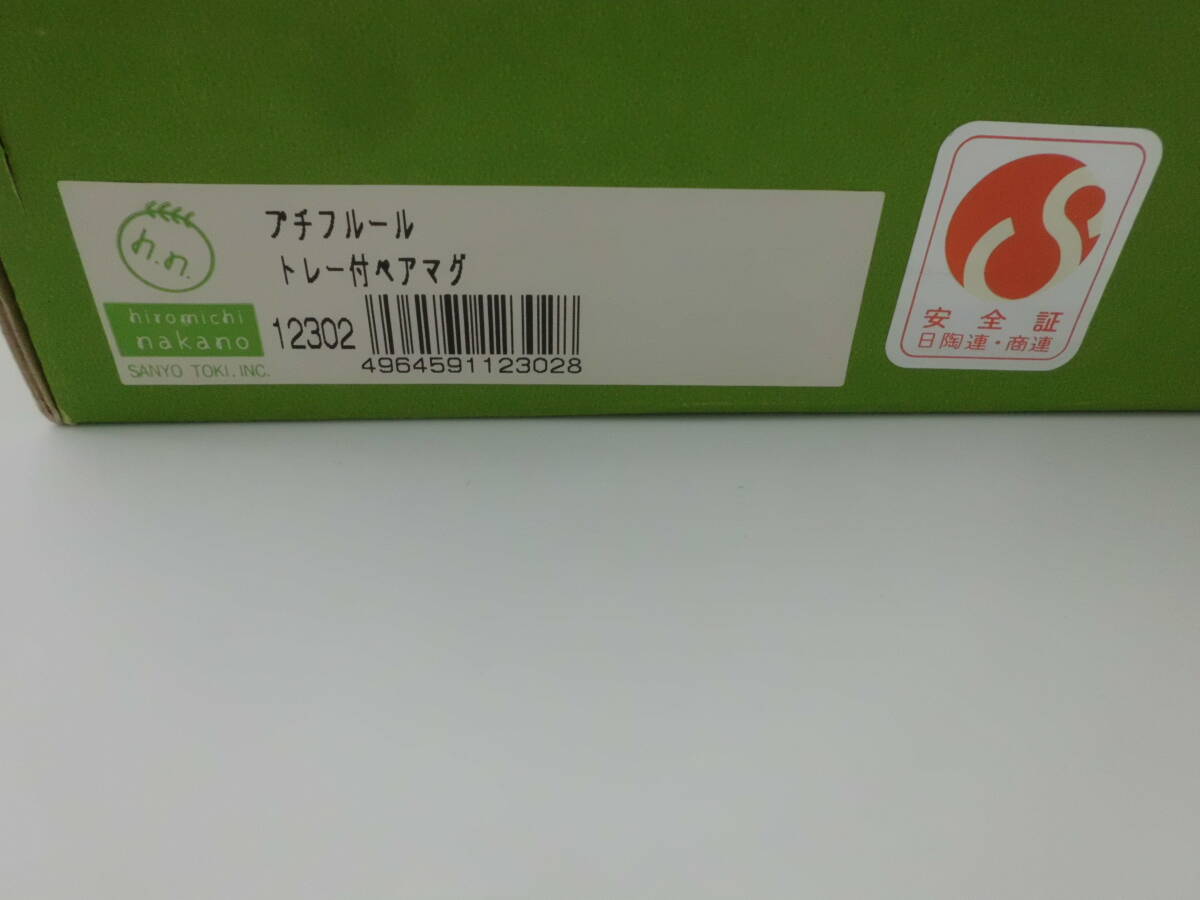 h.n.
hiromichi
nakano
SANYO TOKI, INC.
プチフルール
トレー付ペアマグ
12302
4964591123028
安全証
日陶連・商連